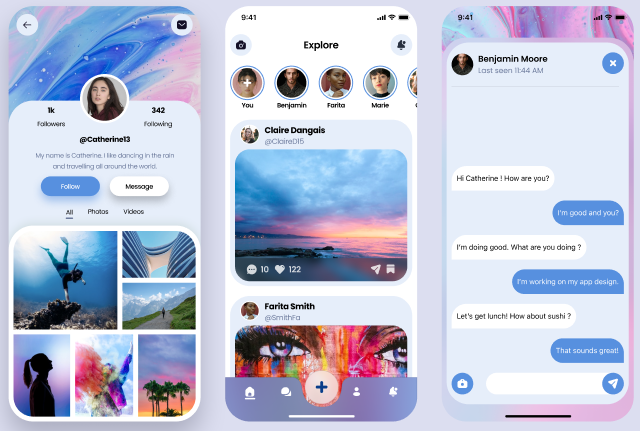 1k
342
Followers
Following
@Catherine13
My name is Catherine. I like dancing in the rain
and travelling all around the world.
Follow
Message
All
Photos
Videos
9:41
Explore
You
Benjamin
Farita
Marie
Claire Dangais
@ClaireD15
10
122
Farita Smith
@SmithFa
9:41
Benjamin Moore
Last seen 11:44 AM
Hi Catherine ! How are you?
I'm good and you?
I'm doing good. What are you doing ?
I'm working on my app design.
Let's get lunch! How about sushi ?
That sounds great!